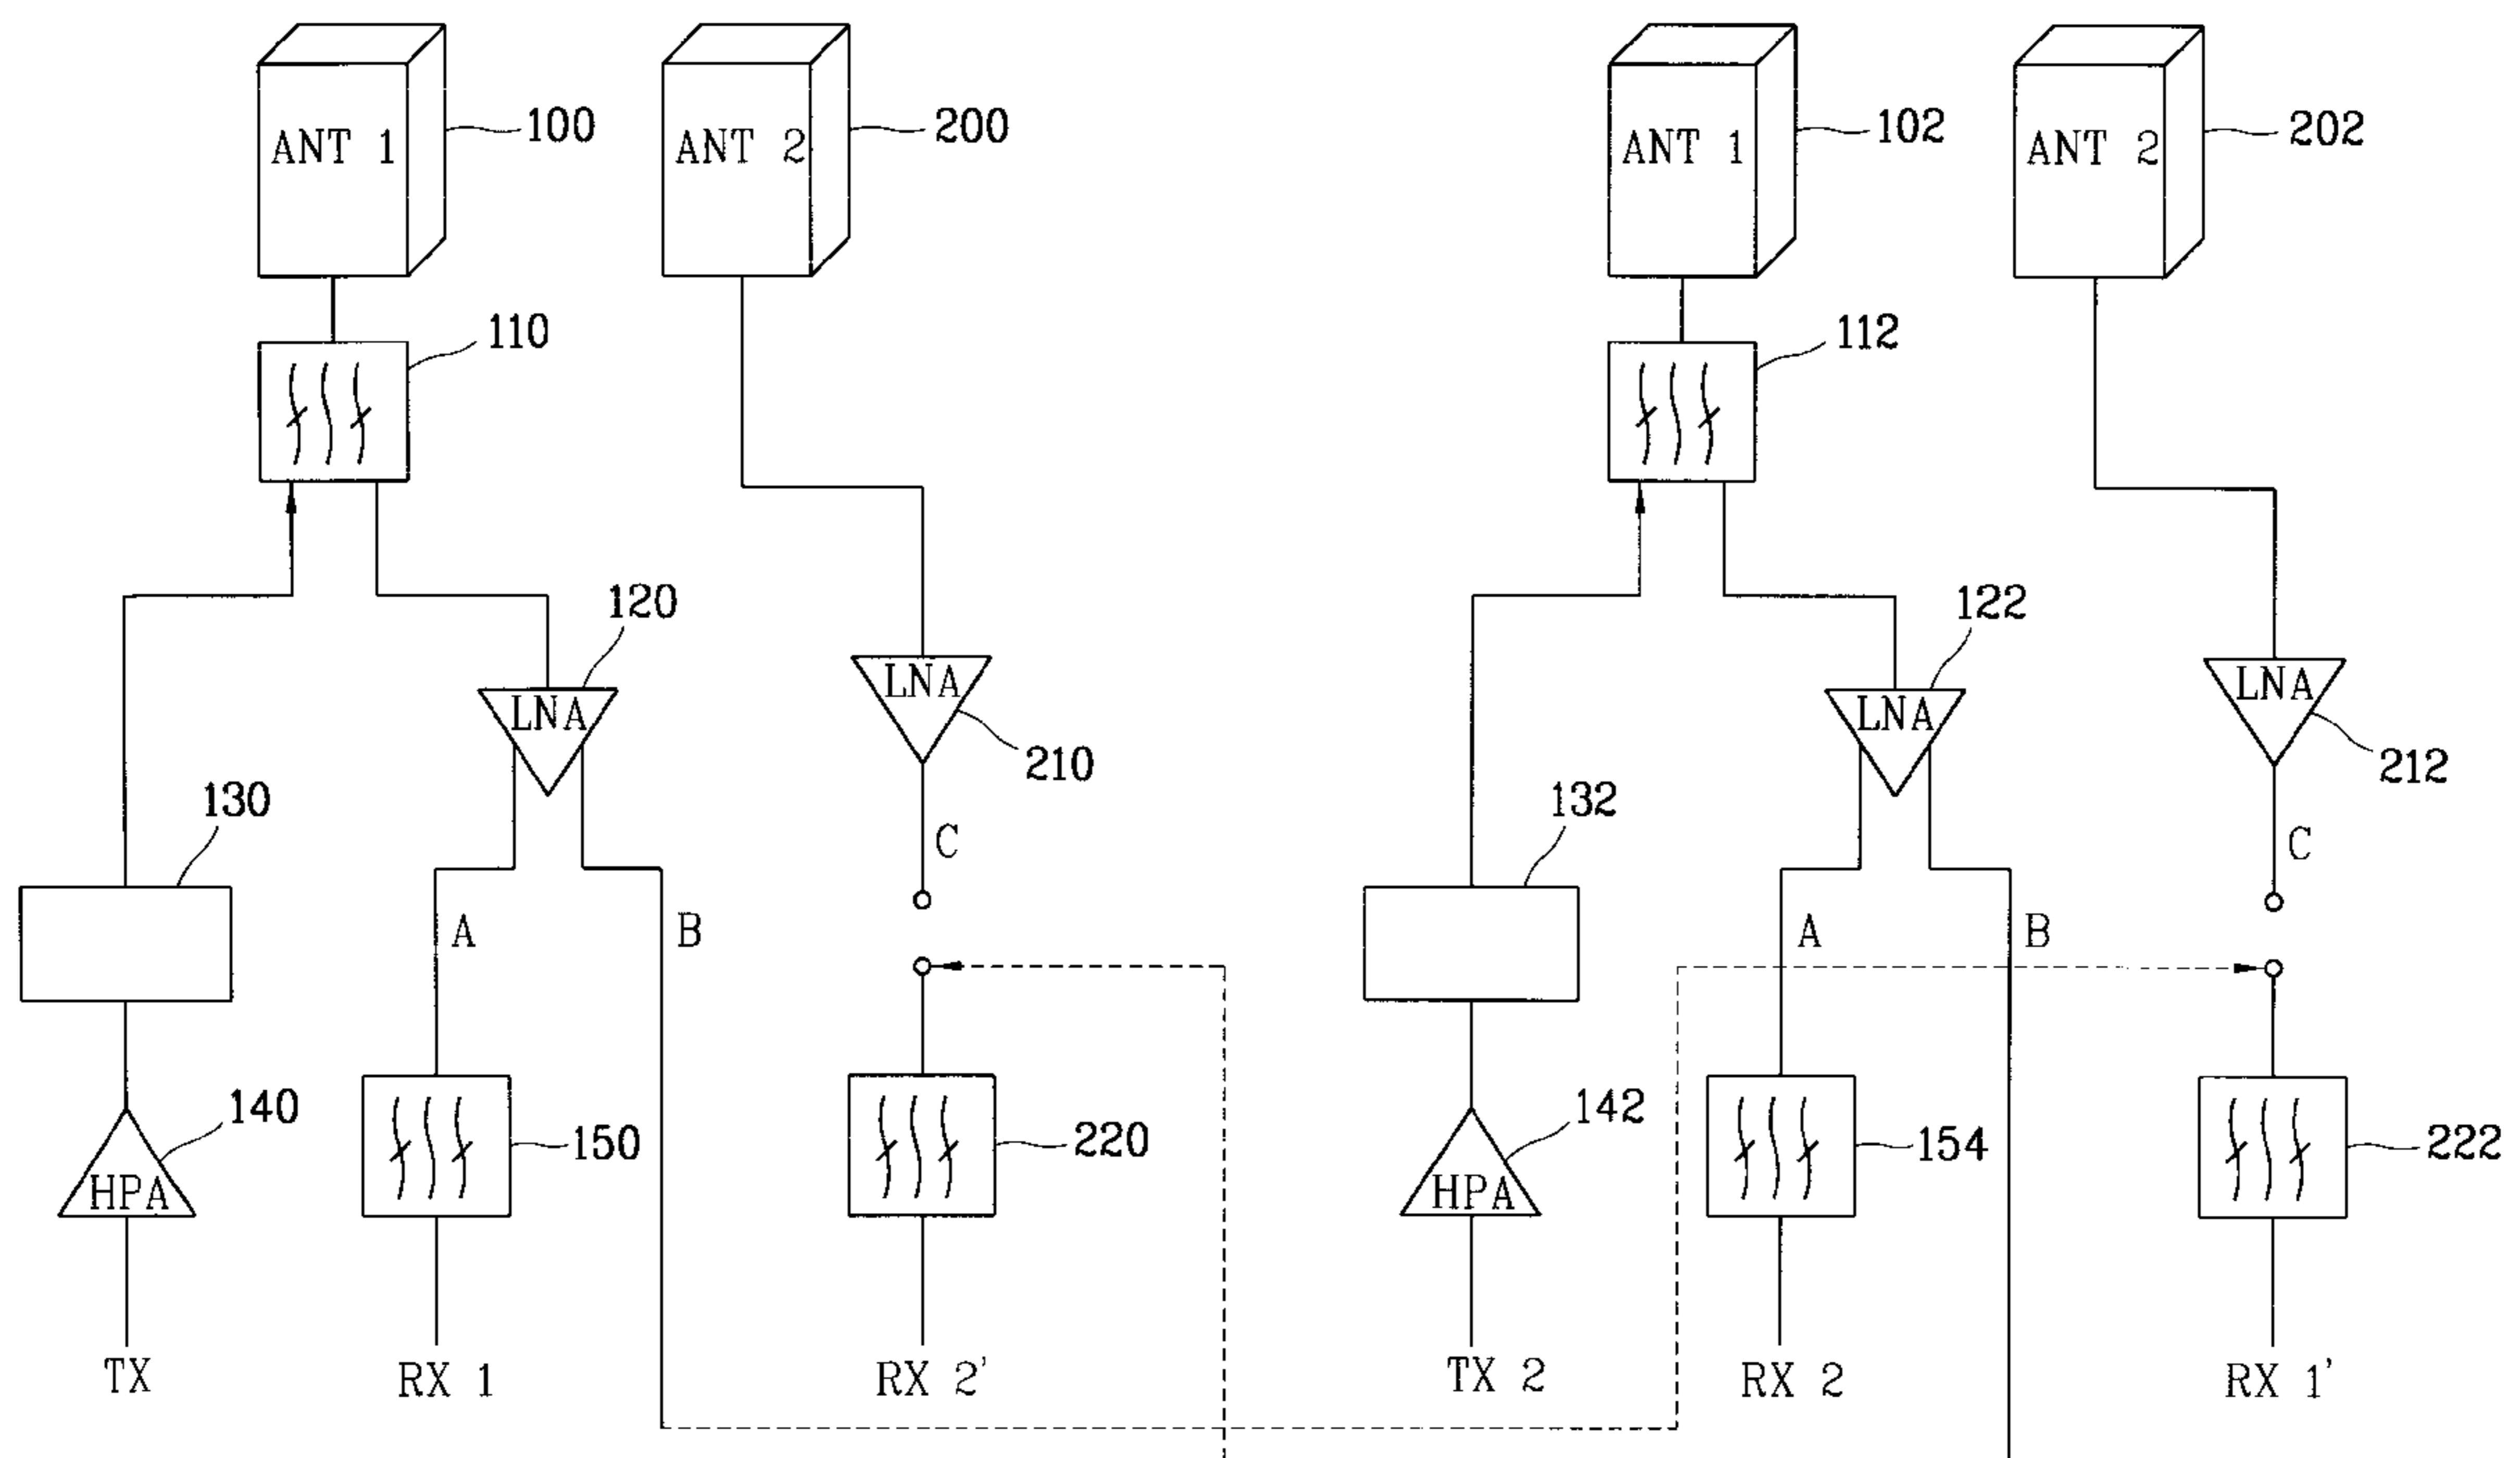 ANT 1
100
ANT 2
200
ANT 1
102
ANT 2
202
110
112
120
LNA
LNA
210
122
LNA
LNA
212
130
132
C
C
A
B
A
B
140
HPA
150
220
142
HPA
154
222
TX
RX 1
RX 2'
TX 2
RX 2
RX 1'